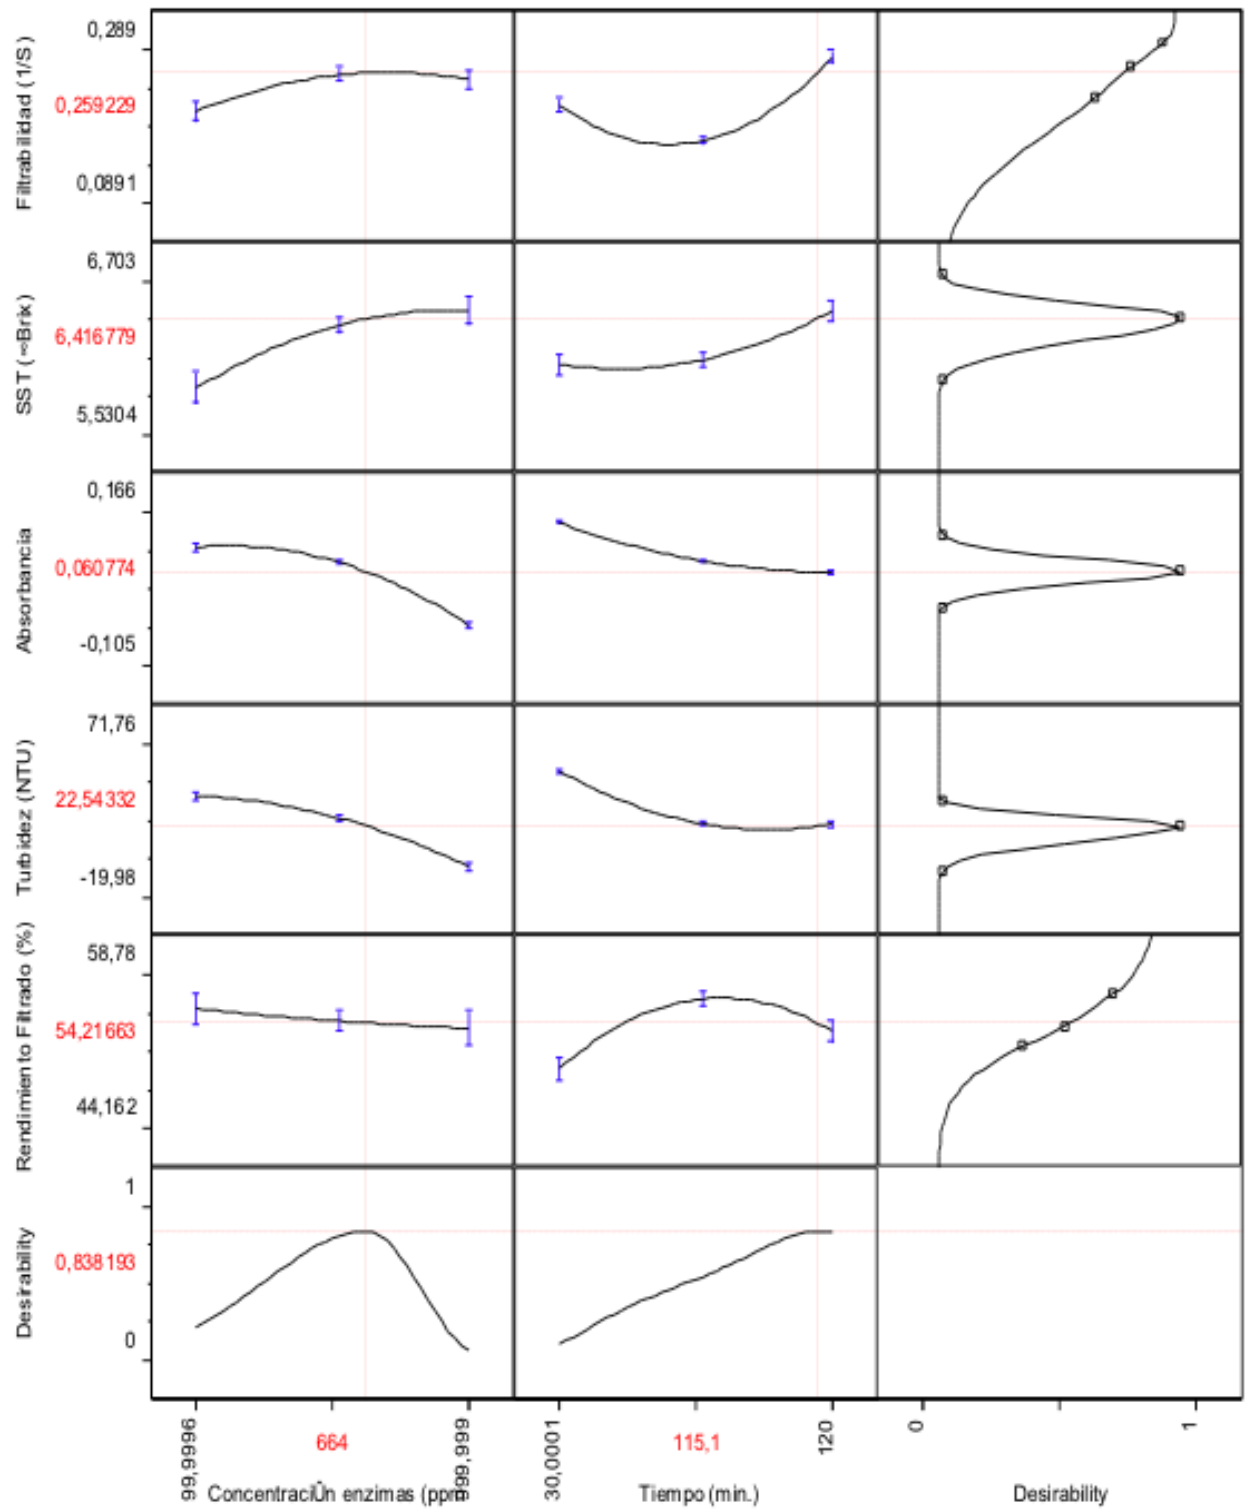 Filtrabilidad (1/S)
0,289
0,259229
0,0891
SST (∞Brix)
6,703
6,416779
5,5304
Absorbancia
0,166
0,060774
-0,105
Turbidez (NTU)
71,76
22,54332
-19,98
Rendimiento Filtrado (%)
58,78
54,21663
44,162
Desirability
1
0,838193
0
99,9996
664
999,9999
30,0001
115,1
120
0
1
ConcentraciÛn enzimas (ppm
Tiempo (min.)
Desirability